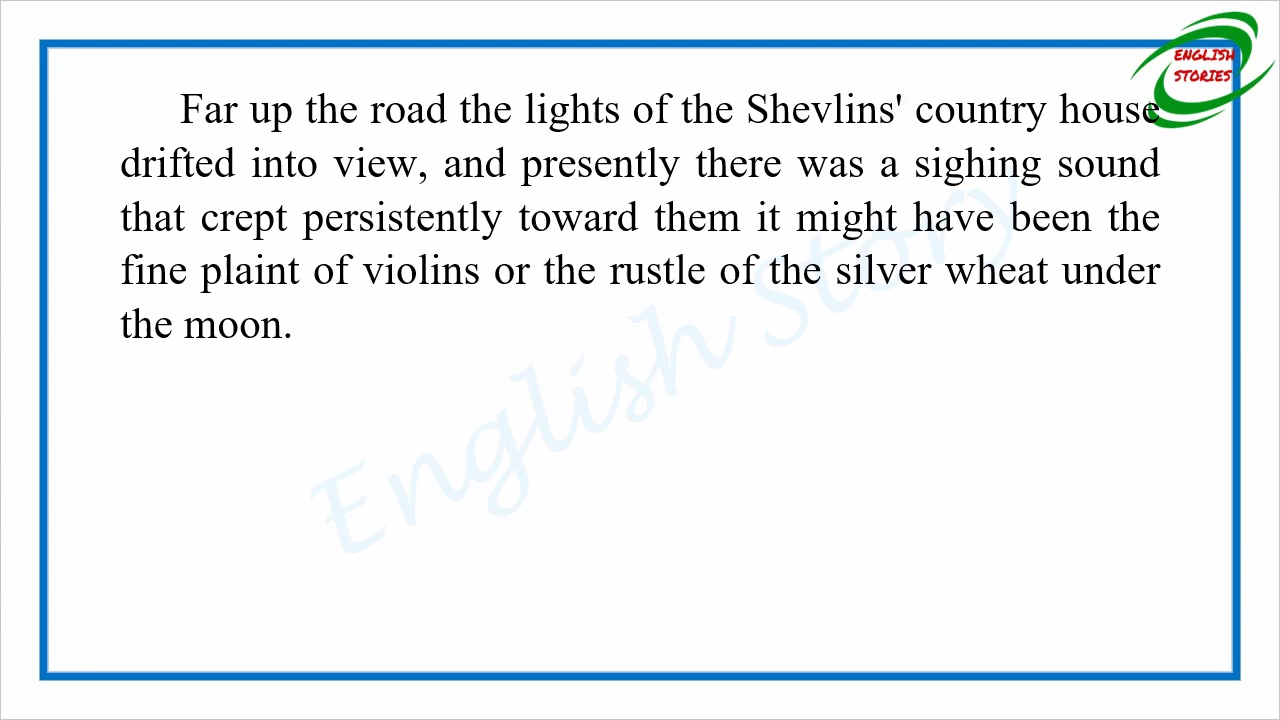 ENGLISH
STORIES
Far up the road the lights of the Shevlins' country house
drifted into view, and presently there was a sighing sound
that crept persistently toward them it might have been the
fine plaint of violins or the rustle of the silver wheat under
the moon.
English Story